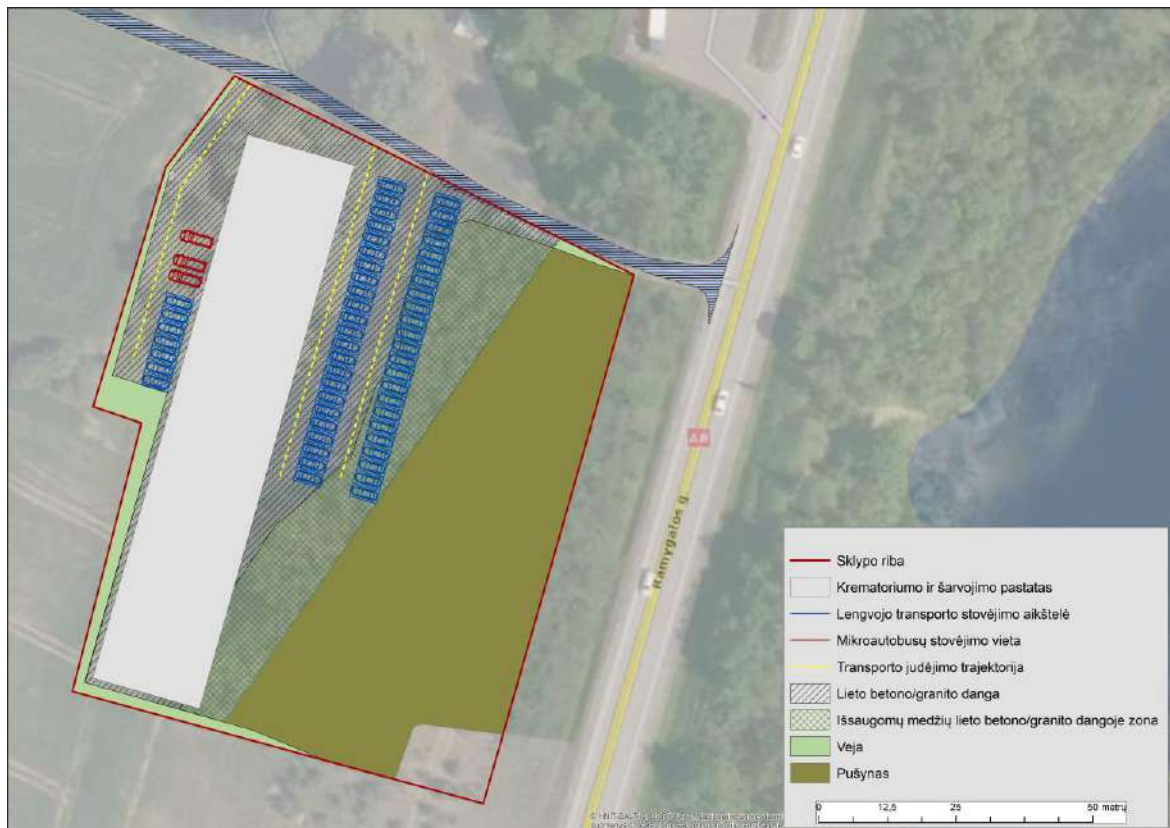 A 8
Ramygalos g.
Sklypo riba
Krematoriumo ir šarvojimo pastatas
Lengvojo transporto stovėjimo aikštelė
Mikroautobusų stovėjimo vieta
Transporto judėjimo trajektorija
Lieto betono/granito danga
Išsaugomų medžių lieto betono/granito dangoje zona
Veja
Pušynas
0 12,5 25 50 metrų